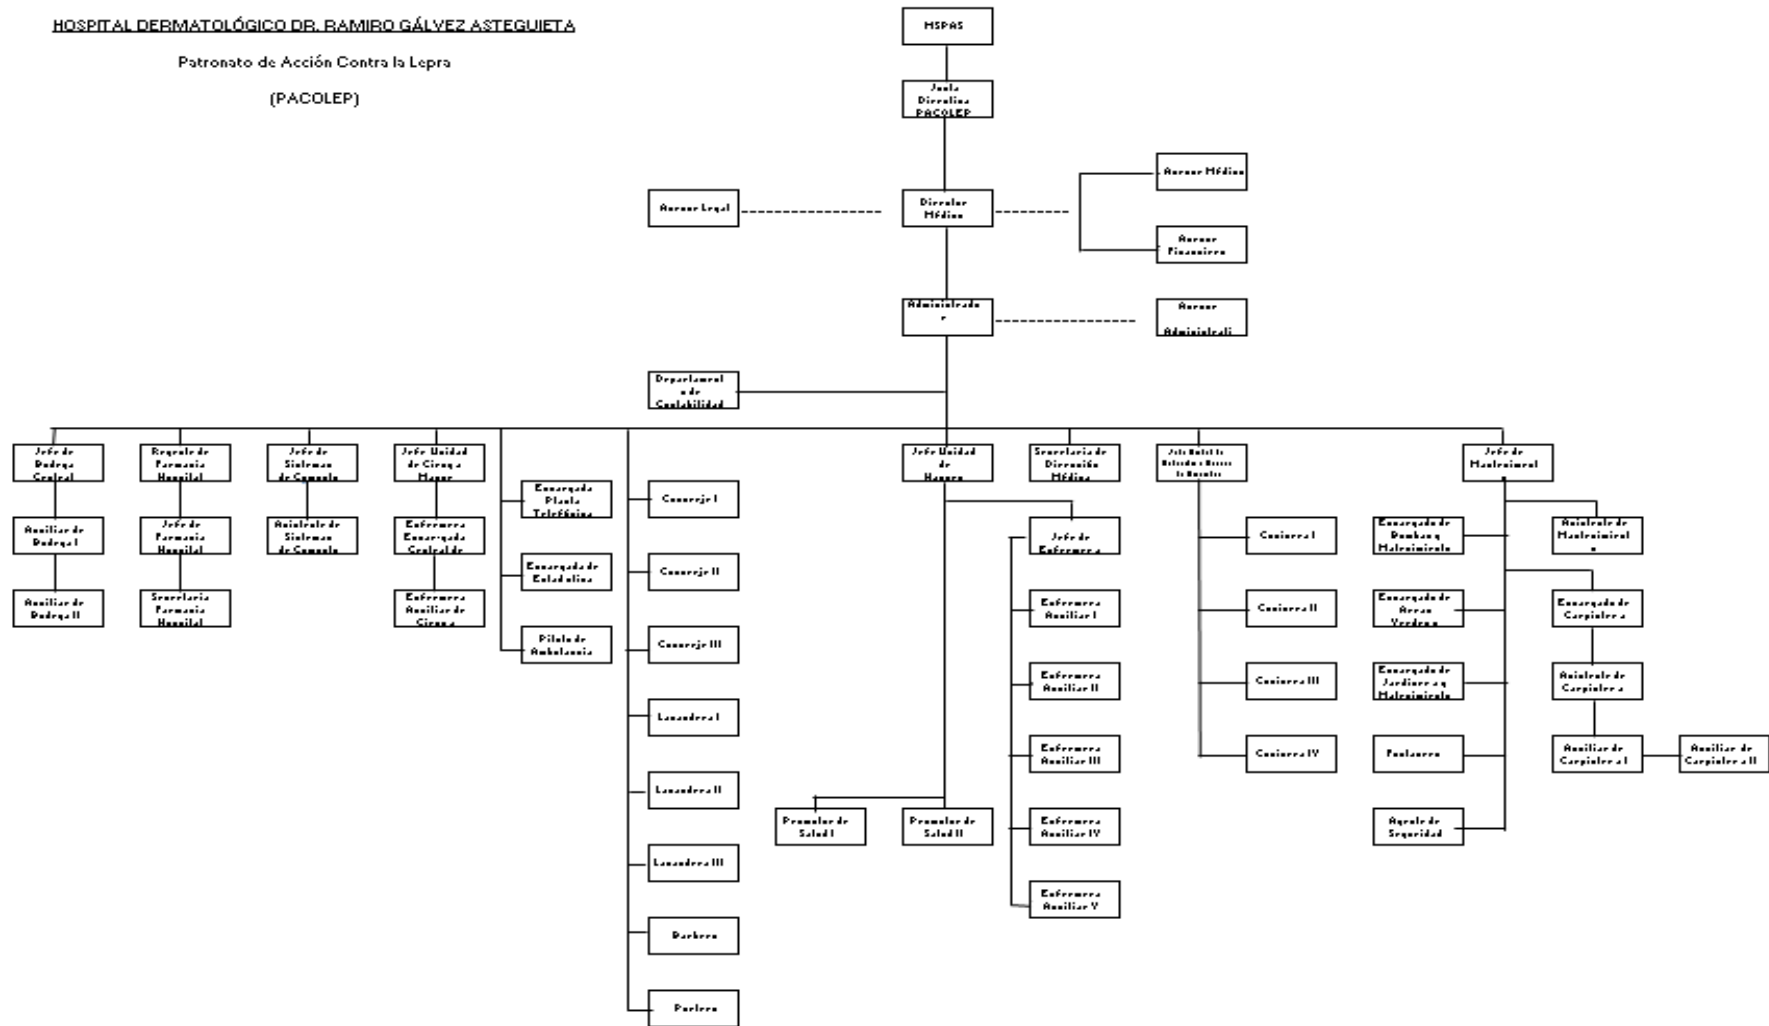 HOSPITAL DERMATOLÓGICO DR. RAMIRO GÁLVEZ ASTEGUIETA
Patronato de Acción Contra la Lepra
(PACOLEP)
MSPAS
Junta
Directiva
PACOLEP
Asesor Médico
Asesor Legal
Director
Médico
Asesor
Financiero
Administrado
r
Asesor
Administrati
Departament
o de
Contabilidad
Jefe de
Bodega
Central
Regente de
Farmacia
Hospital
Jefe de
Sistemas
de Computo
Jefe Unidad
de Cirugía
Mayor
Jefe Unidad
de
Secretaria de
Dirección
Médica
Jefe de
Mantenimient
o
Encargada
Planta
Telefónica
Conserje I
Auxiliar de
Bodega I
Jefe de
Farmacia
Hospital
Asistente de
Sistemas
de Computo
Enfermera
Encargada
Central de
Jefe de
Enfermera
Cocinera I
Encargado de
Bombas y
Asistente de
Mantenimient
o
Encargada de
Estadística
Conserje II
Auxiliar de
Bodega II
Secretaria
Farmacia
Hospital
Enfermera
Auxiliar de
Cirugía
Enfermera
Auxiliar I
Cocinera II
Encargado de
Areas
Verdes
Encargado de
Carpintería
Piloto de
Ambulancia
Conserje III
Enfermera
Auxiliar II
Cocinera III
Encargado de
Jardinería y
Asistente de
Carpintería
Lavandera I
Enfermera
Auxiliar III
Cocinera IV
Fontanero
Auxiliar de
Carpintería I
Auxiliar de
Carpintería II
Lavandera II
Promotor de
Salud I
Promotor de
Salud II
Enfermera
Auxiliar IV
Agente de
Seguridad
Lavandera III
Enfermera
Auxiliar V
Barbero
Portero